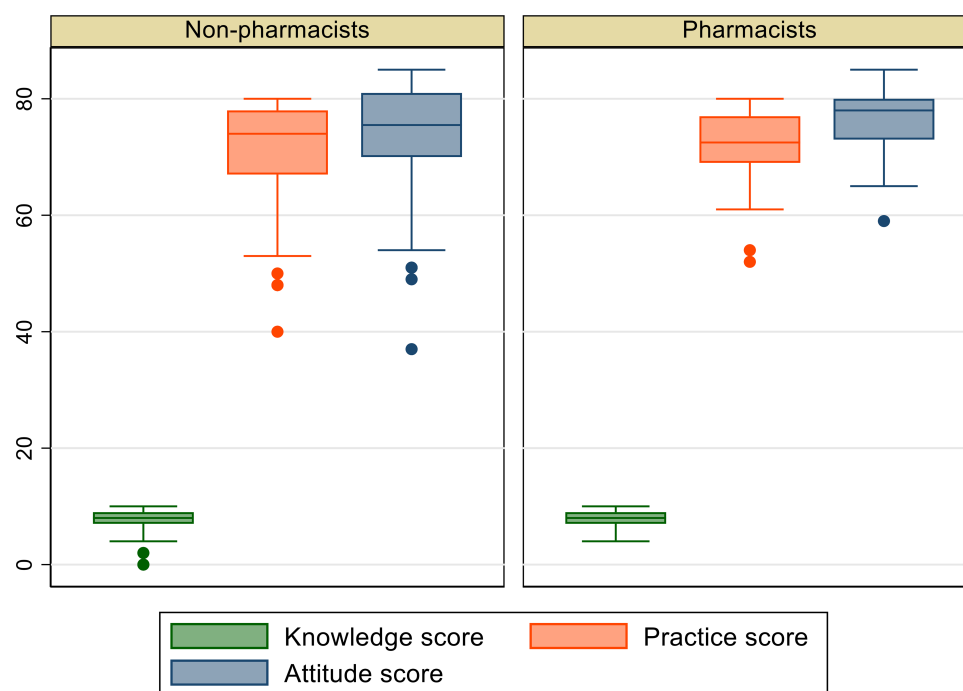 Non-pharmacists
Pharmacists
80
60
40
20
0
Knowledge score
Practice score
Attitude score